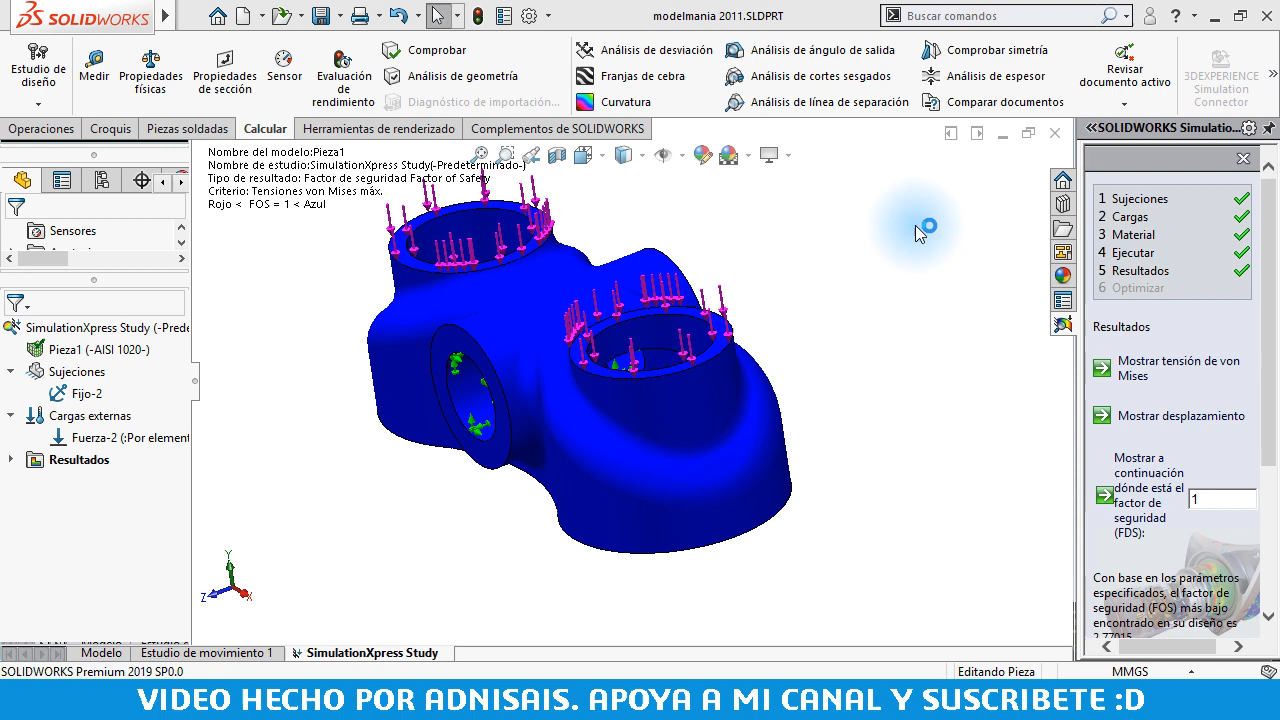 SOLIDWORKS
modelmania 2011.SLDPRT
Buscar comandos
Estudio de diseño
Medir
Propiedades físicas
Propiedades de sección
Sensor
Evaluación de rendimiento
Comprobar
Análisis de geometría
Diagnóstico de importación...
Análisis de desviación
Franjas de cebra
Curvatura
Análisis de ángulo de salida
Análisis de cortes sesgados
Análisis de línea de separación
Comprobar simetría
Análisis de espesor
Comparar documentos
Revisar documento activo
3DEXPERIENCE Simulation Connector
Operaciones
Croquis
Piezas soldadas
Calcular
Herramientas de renderizado
Complementos de SOLIDWORKS
Sensores
SimulationXpress Study (-Prede
Pieza1 (-AISI 1020-)
Sujeciones
Fijo-2
Cargas externas
Fuerza-2 (:Por element
Resultados
Nombre del modelo:Pieza1
Nombre de estudio:SimulationXpress Study(-Predeterminado-)
Tipo de resultado: Factor de seguridad Factor of Safety
Criterio: Tensiones von Mises máx.
Rojo < FOS = 1 < Azul
Y
Z
X
SOLIDWORKS Simulatio...
1 Sujeciones
2 Cargas
3 Material
4 Ejecutar
5 Resultados
6 Optimizar
Resultados
Mostrar tensión de von
Mises
Mostrar desplazamiento
Mostrar a
continuación
dónde está el
factor de
seguridad
(FDS):
1
Con base en los parámetros
especificados, el factor de
seguridad (FOS) más bajo
encontrado en su diseño es
2.77015
Modelo
Estudio de movimiento 1
SimulationXpress Study
SOLIDWORKS Premium 2019 SP0.0
Editando Pieza
MMGS
VIDEO HECHO POR ADNISAIS. APOYA A MI CANAL Y SUSCRIBETE :D